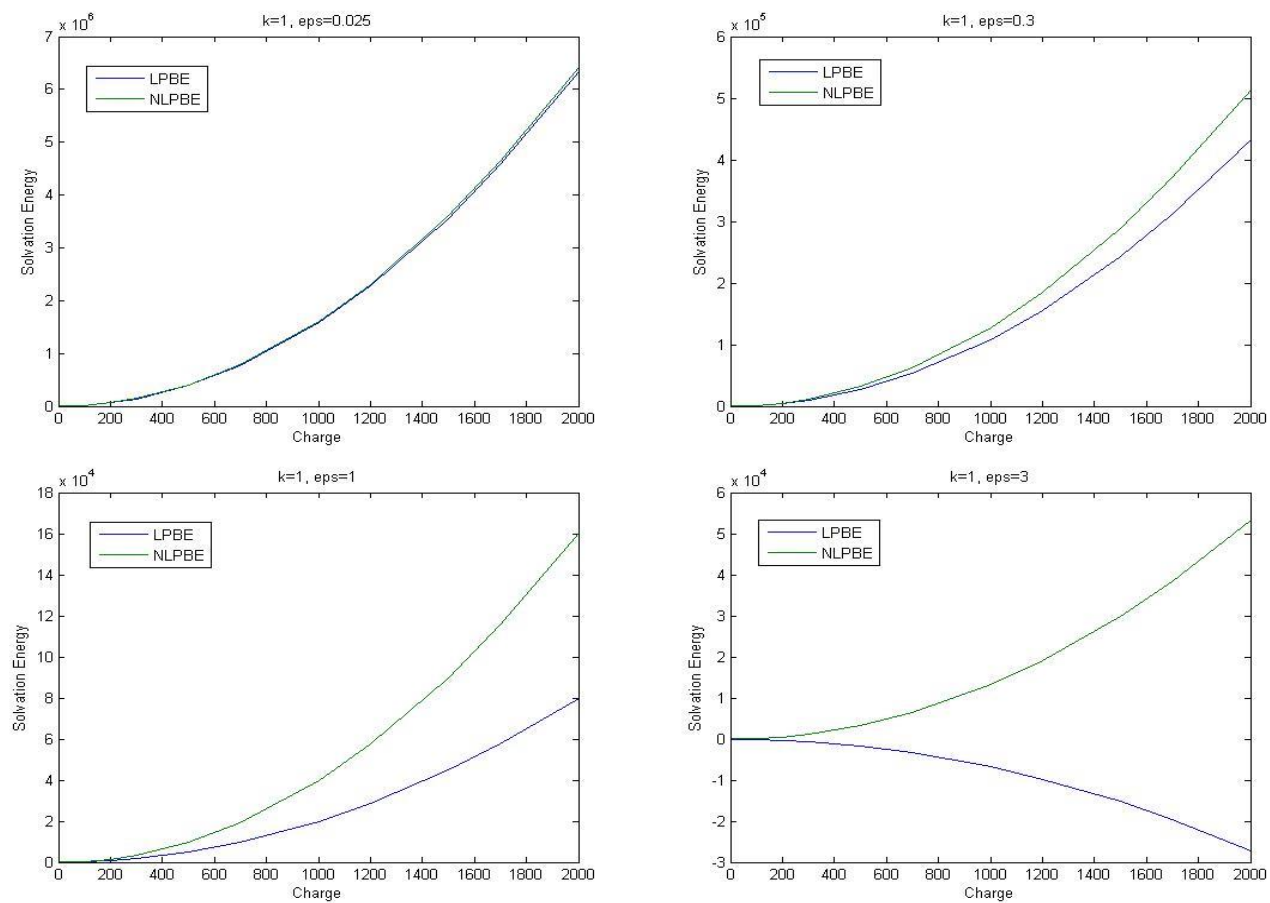 k=1, eps=0.025
x 10^6
7
6
5
4
3
2
1
0
Solvation Energy
LPBE
NLPBE
0 200 400 600 800 1000 1200 1400 1600 1800 2000
Charge
k=1, eps=0.3
x 10^5
6
5
4
3
2
1
0
Solvation Energy
LPBE
NLPBE
0 200 400 600 800 1000 1200 1400 1600 1800 2000
Charge
k=1, eps=1
x 10^4
18
16
14
12
10
8
6
4
2
0
Solvation Energy
LPBE
NLPBE
0 200 400 600 800 1000 1200 1400 1600 1800 2000
Charge
k=1, eps=3
x 10^4
6
5
4
3
2
1
0
-1
-2
-3
Solvation Energy
LPBE
NLPBE
0 200 400 600 800 1000 1200 1400 1600 1800 2000
Charge